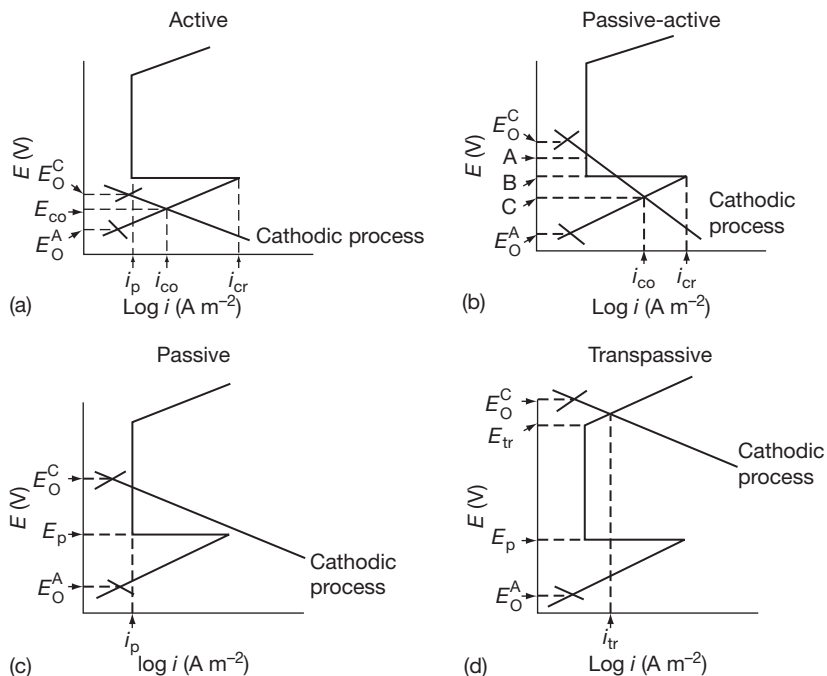 Active
E (V)
E_O^C
E_co
E_O^A
Cathodic process
i_p
i_co
i_cr
Log i (A m⁻²)
(a)
Passive-active
E (V)
E_O^C
A
B
C
E_O^A
Cathodic
process
i_co
i_cr
Log i (A m⁻²)
(b)
Passive
E (V)
E_O^C
E_p
E_O^A
Cathodic
process
i_p
log i (A m⁻²)
(c)
Transpassive
E_O^C
E_tr
E (V)
E_p
E_O^A
Cathodic
process
i_tr
Log i (A m⁻²)
(d)